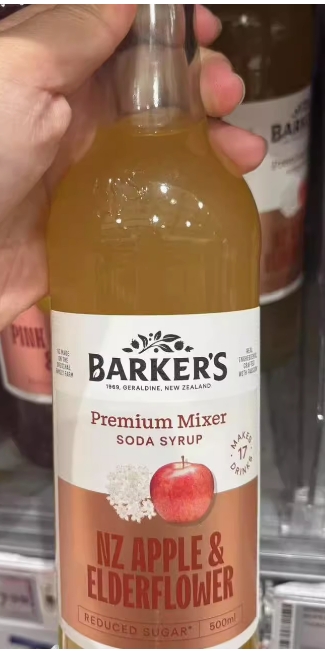 BARKER'S
1969, GERALDINE, NEW ZEALAND
Premium Mixer
SODA SYRUP
MAKES
17
DRINKS
NZ APPLE &
ELDERFLOWER
REDUCED SUGAR* 500ml
PINK